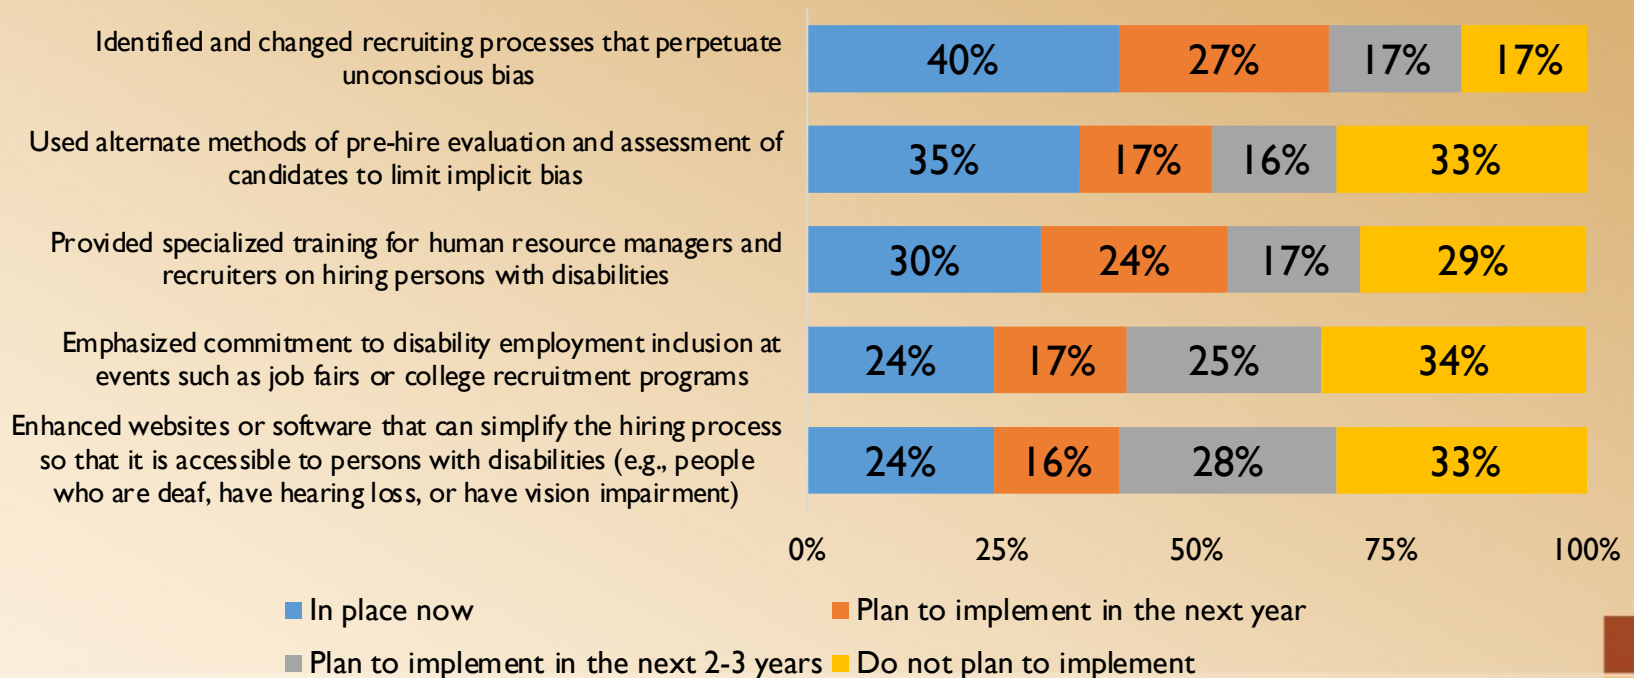 Identified and changed recruiting processes that perpetuate
unconscious bias
40% 27% 17% 17%
Used alternate methods of pre-hire evaluation and assessment of
candidates to limit implicit bias
35% 17% 16% 33%
Provided specialized training for human resource managers and
recruiters on hiring persons with disabilities
30% 24% 17% 29%
Emphasized commitment to disability employment inclusion at
events such as job fairs or college recruitment programs
24% 17% 25% 34%
Enhanced websites or software that can simplify the hiring process
so that it is accessible to persons with disabilities (e.g., people
who are deaf, have hearing loss, or have vision impairment)
24% 16% 28% 33%
0% 25% 50% 75% 100%
In place now
Plan to implement in the next year
Plan to implement in the next 2-3 years
Do not plan to implement